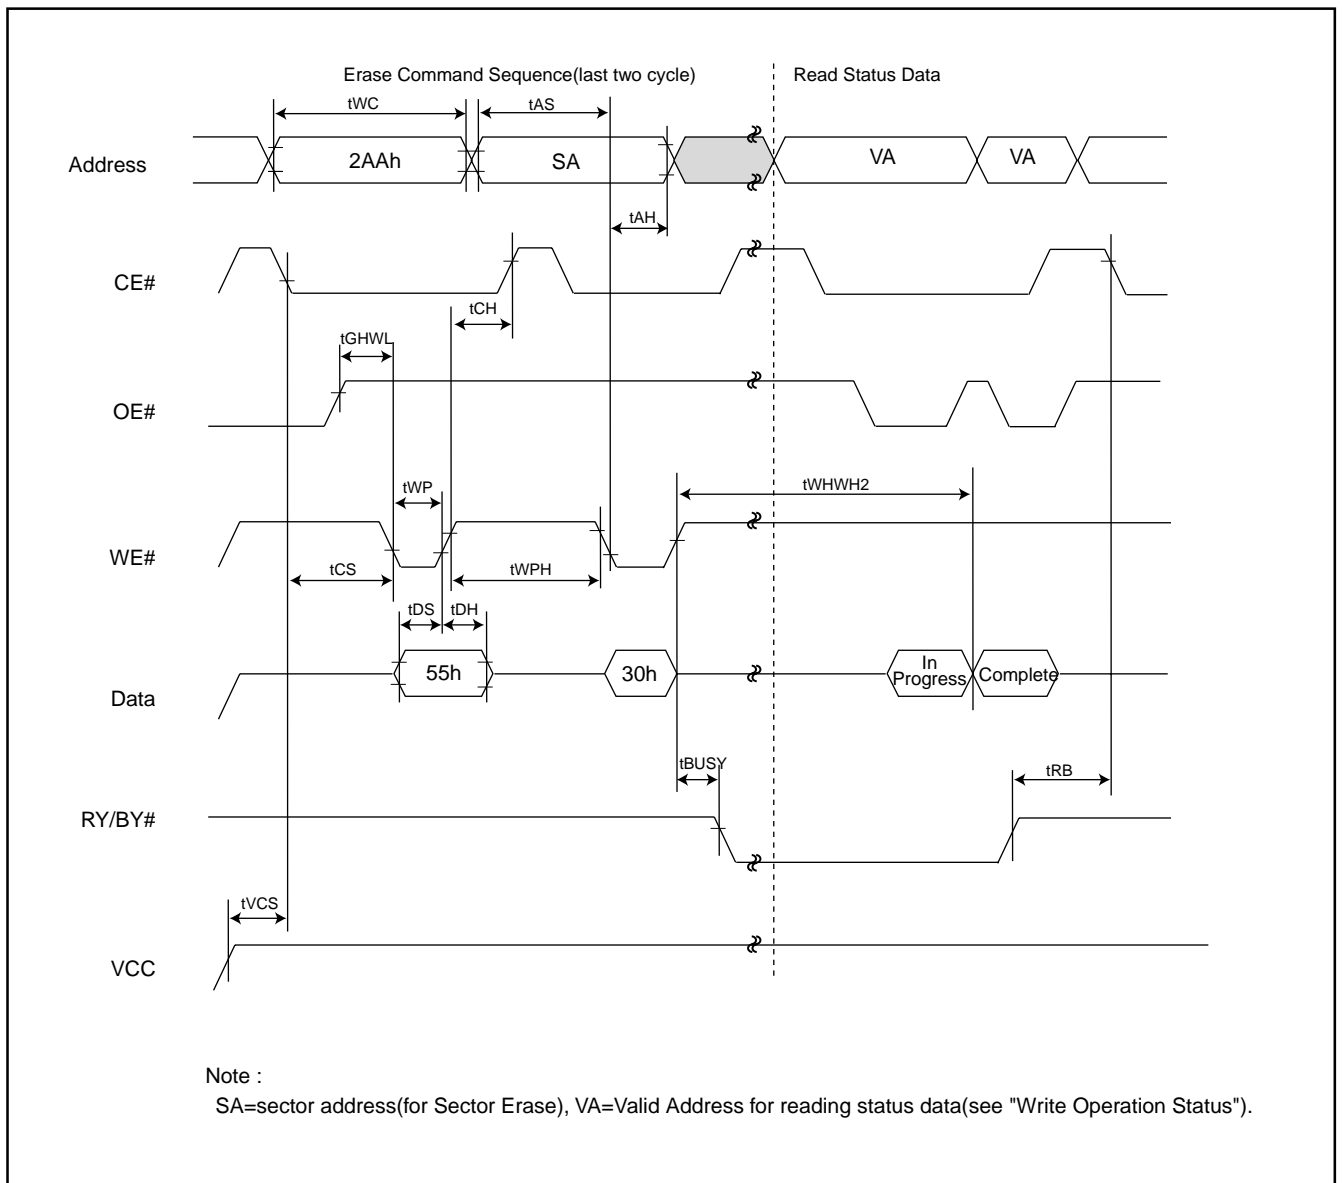 Erase Command Sequence(last two cycle)
Read Status Data
tWC
tAS
Address
2AAh
SA
VA
VA
tAH
CE#
tCH
tGHWL
OE#
tWP
tWHWH2
WE#
tCS
tWPH
tDS
tDH
55h
30h
In
Progress
Complete
Data
tBUSY
tRB
RY/BY#
tVCS
VCC
Note :
SA=sector address(for Sector Erase), VA=Valid Address for reading status data(see "Write Operation Status").